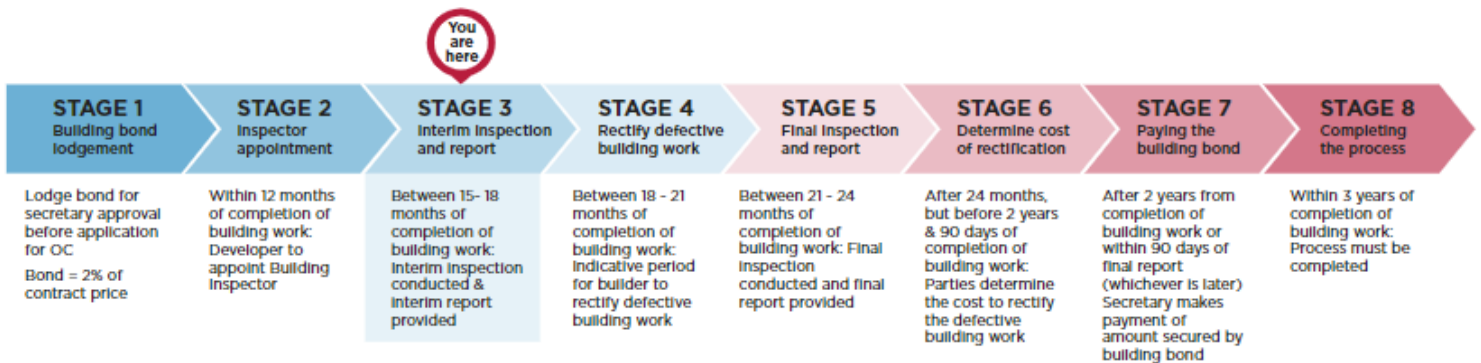 You
are
here
STAGE 1
Building bond
lodgement
STAGE 2
Inspector
appointment
STAGE 3
Interim Inspection
and report
STAGE 4
Rectify defective
building work
STAGE 5
Final Inspection
and report
STAGE 6
Determine cost
of rectification
STAGE 7
Paying the
building bond
STAGE 8
Completing
the process
Lodge bond for
secretary approval
before application
for OC
Bond = 2% of
contract price
Within 12 months
of completion of
building work:
Developer to
appoint Building
Inspector
Between 15- 18
months of
completion of
building work:
Interim Inspection
conducted &
Interim report
provided
Between 18 - 21
months of
completion of
building work:
Indicative period
for builder to
rectify defective
building work
Between 21 - 24
months of
completion of
building work: Final
Inspection
conducted and final
report provided
After 24 months,
but before 2 years
& 90 days of
completion of
building work:
Parties determine
the cost to rectify
the defective
building work
After 2 years from
completion of
building work or
within 90 days of
final report
(whichever is later)
Secretary makes
payment of
amount secured by
building bond
Within 3 years of
completion of
building work:
Process must be
completed